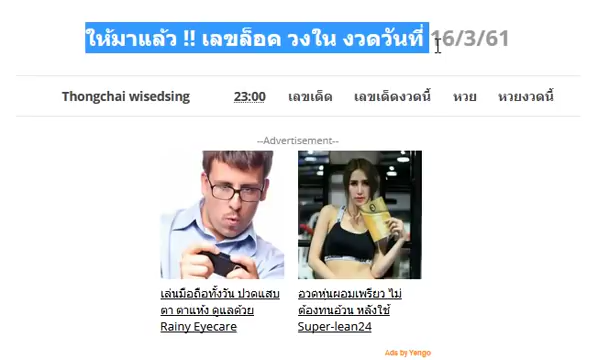 ให้มาแล้ว !! เลขล็อค วงใน งวดวันที่ 16/3/61
Thongchai wisedsing 23:00 เลขเด็ด เลขเด็ดงวดนี้ หวย หวยงวดนี้
--Advertisement--
เล่นมือถือทั้งวัน ปวดแสบ
ตา ตาแห้ง ดูแลด้วย
Rainy Eyecare
อวดหุ่นผอมเพรียว ไม่
ต้องทนอ้วน หลังใช้
Super-lean24
Ads by Yengo